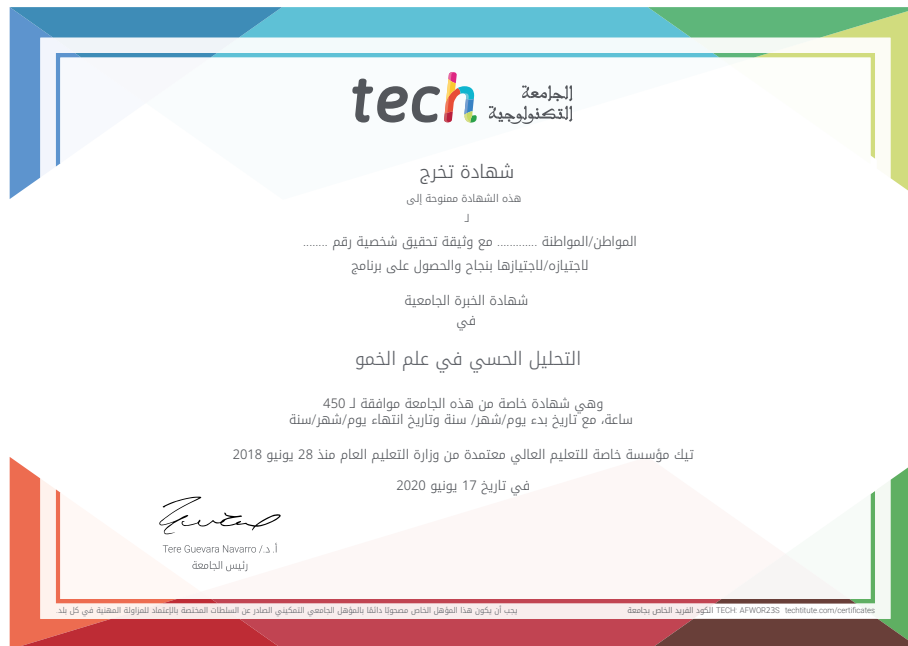 tech الجامعة
التكنولوجية
شهادة تخرج
هذه الشهادة ممنوحة إلى
لـ
المواطن/المواطنة ............ مع وثيقة تحقيق شخصية رقم ........
لاجتيازه/لاجتيازها بنجاح والحصول على برنامج
شهادة الخبرة الجامعية
في
التحليل الحسي في علم الخمو
وهي شهادة خاصة من هذه الجامعة موافقة لـ 450
ساعة، مع تاريخ بدء يوم/شهر/ سنة وتاريخ انتهاء يوم/شهر/سنة
تيك مؤسسة خاصة للتعليم العالي معتمدة من وزارة التعليم العام منذ 28 يونيو 2018
في تاريخ 17 يونيو 2020
أ. د./ Tere Guevara Navarro
رئيس الجامعة
يجب أن يكون هذا المؤهل الخاص مصحوبًا دائمًا بالمؤهل الجامعي التمكيني الصادر عن السلطات المختصة بالإعتماد للمزاولة المهنية في كل بلد.
الكود الفريد الخاص بجامعة TECH: AFWOR23S techtitute.com/certificates